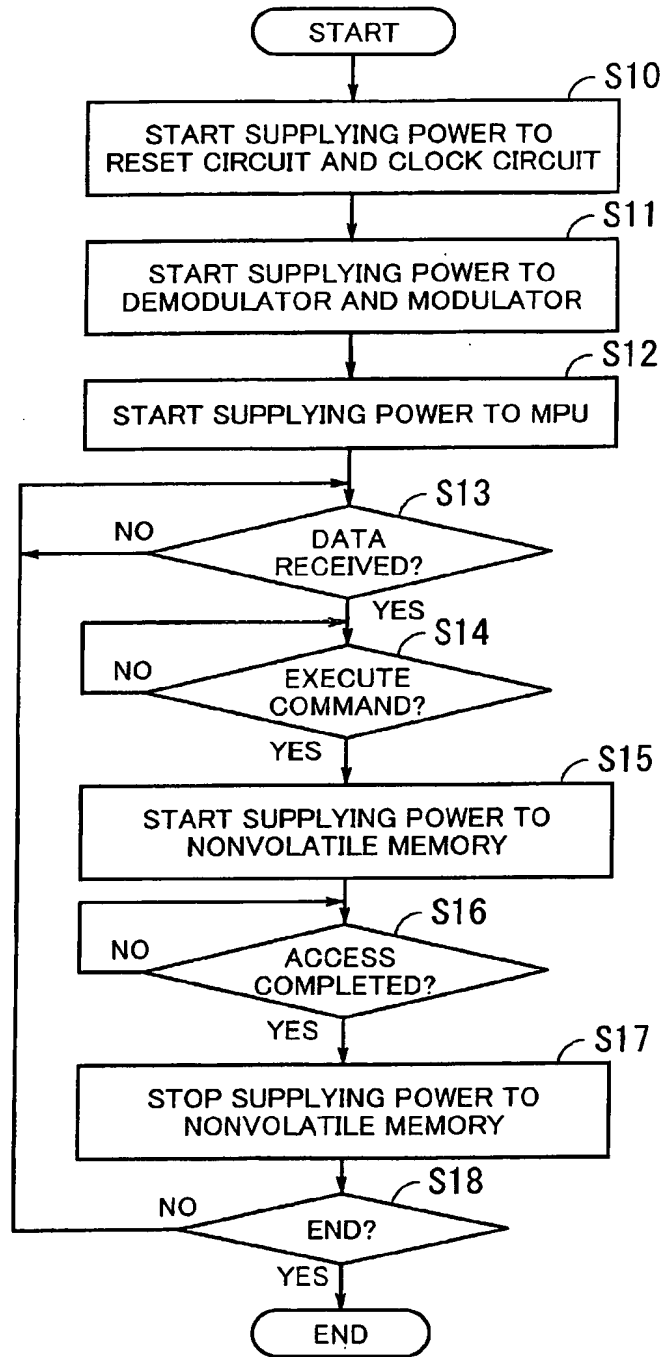 START
S10
START SUPPLYING POWER TO
RESET CIRCUIT AND CLOCK CIRCUIT
S11
START SUPPLYING POWER TO
DEMODULATOR AND MODULATOR
S12
START SUPPLYING POWER TO MPU
S13
NO
DATA
RECEIVED?
YES
S14
NO
EXECUTE
COMMAND?
YES
S15
START SUPPLYING POWER TO
NONVOLATILE MEMORY
S16
NO
ACCESS
COMPLETED?
YES
S17
STOP SUPPLYING POWER TO
NONVOLATILE MEMORY
S18
NO
END?
YES
END